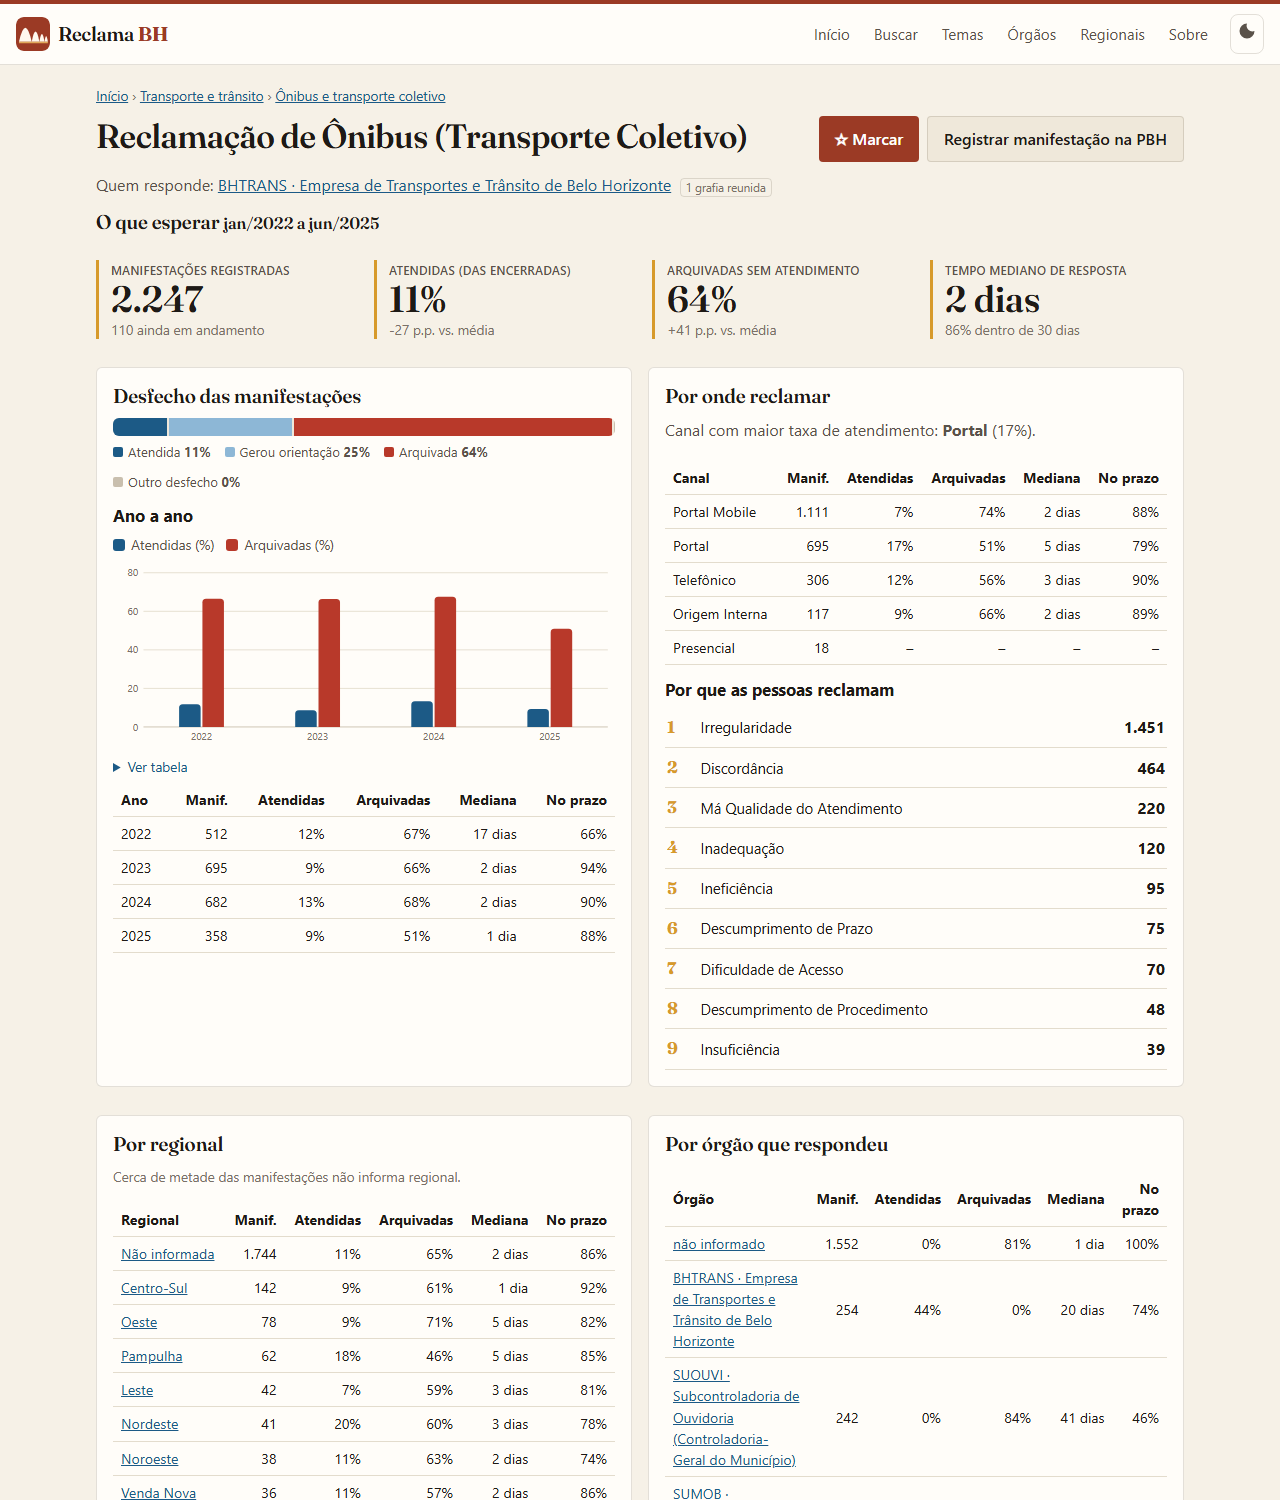 Reclama BH
Início
Buscar
Temas
Órgãos
Regionais
Sobre
Início › Transporte e trânsito › Ônibus e transporte coletivo
Reclamação de Ônibus (Transporte Coletivo)
☆ Marcar
Registrar manifestação na PBH
Quem responde: BHTRANS · Empresa de Transportes e Trânsito de Belo Horizonte 1 grafia reunida
O que esperar jan/2022 a jun/2025
MANIFESTAÇÕES REGISTRADAS
2.247
110 ainda em andamento
ATENDIDAS (DAS ENCERRADAS)
11%
-27 p.p. vs. média
ARQUIVADAS SEM ATENDIMENTO
64%
+41 p.p. vs. média
TEMPO MEDIANO DE RESPOSTA
2 dias
86% dentro de 30 dias
Desfecho das manifestações
Atendida 11% Gerou orientação 25% Arquivada 64%
Outro desfecho 0%
Ano a ano
Atendidas (%) Arquivadas (%)
80
60
40
20
0
2022 2023 2024 2025
▶ Ver tabela
Ano Manif. Atendidas Arquivadas Mediana No prazo
2022 512 12% 67% 17 dias 66%
2023 695 9% 66% 2 dias 94%
2024 682 13% 68% 2 dias 90%
2025 358 9% 51% 1 dia 88%
Por onde reclamar
Canal com maior taxa de atendimento: Portal (17%).
Canal Manif. Atendidas Arquivadas Mediana No prazo
Portal Mobile 1.111 7% 74% 2 dias 88%
Portal 695 17% 51% 5 dias 79%
Telefônico 306 12% 56% 3 dias 90%
Origem Interna 117 9% 66% 2 dias 89%
Presencial 18 – – – –
Por que as pessoas reclamam
1 Irregularidade 1.451
2 Discordância 464
3 Má Qualidade do Atendimento 220
4 Inadequação 120
5 Ineficiência 95
6 Descumprimento de Prazo 75
7 Dificuldade de Acesso 70
8 Descumprimento de Procedimento 48
9 Insuficiência 39
Por regional
Cerca de metade das manifestações não informa regional.
Regional Manif. Atendidas Arquivadas Mediana No prazo
Não informada 1.744 11% 65% 2 dias 86%
Centro-Sul 142 9% 61% 1 dia 92%
Oeste 78 9% 71% 5 dias 82%
Pampulha 62 18% 46% 5 dias 85%
Leste 42 7% 59% 3 dias 81%
Nordeste 41 20% 60% 3 dias 78%
Noroeste 38 11% 63% 2 dias 74%
Venda Nova 36 11% 57% 2 dias 86%
Por órgão que respondeu
Órgão Manif. Atendidas Arquivadas Mediana No
prazo
não informado 1.552 0% 81% 1 dia 100%
BHTRANS · Empresa
de Transportes e
Trânsito de Belo
Horizonte
254 44% 0% 20 dias 74%
SUOUVI ·
Subcontroladoria de
Ouvidoria
(Controladoria-
Geral do Município)
242 0% 84% 41 dias 46%
SUMOB ·